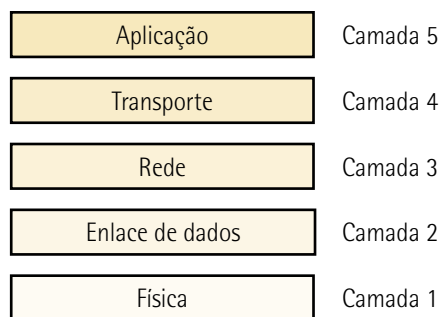 Aplicação Camada 5
Transporte Camada 4
Rede Camada 3
Enlace de dados Camada 2
Física Camada 1